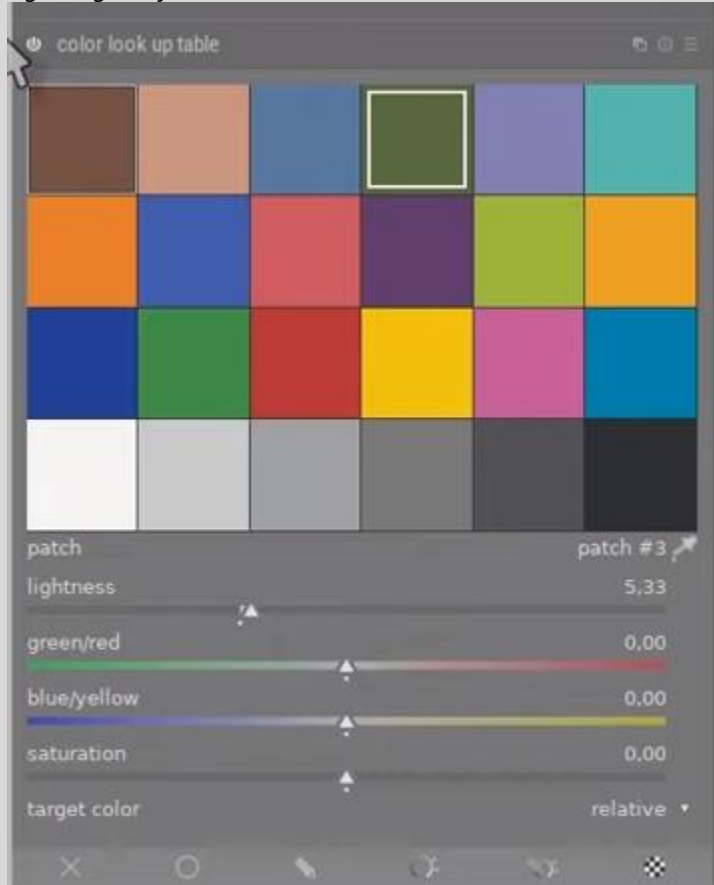 color look up table
patch patch #3
lightness 5,33
green/red 0,00
blue/yellow 0,00
saturation 0,00
target color relative